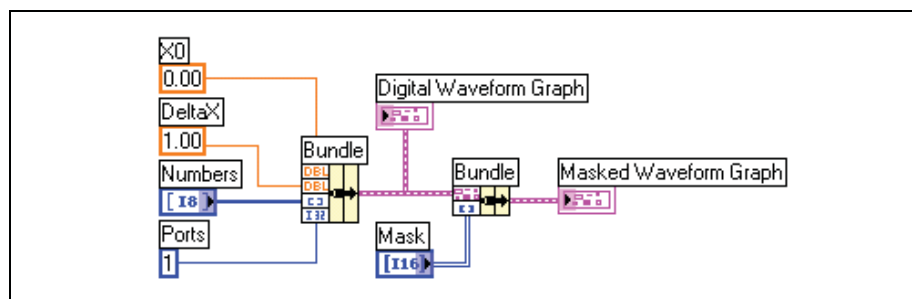 X0
0.00
DeltaX
1.00
Numbers
[I8]
Ports
1
Bundle
DBL
DBL
[ ]
I32
Digital Waveform Graph
Bundle
[ ]
Mask
[I16]
Masked Waveform Graph